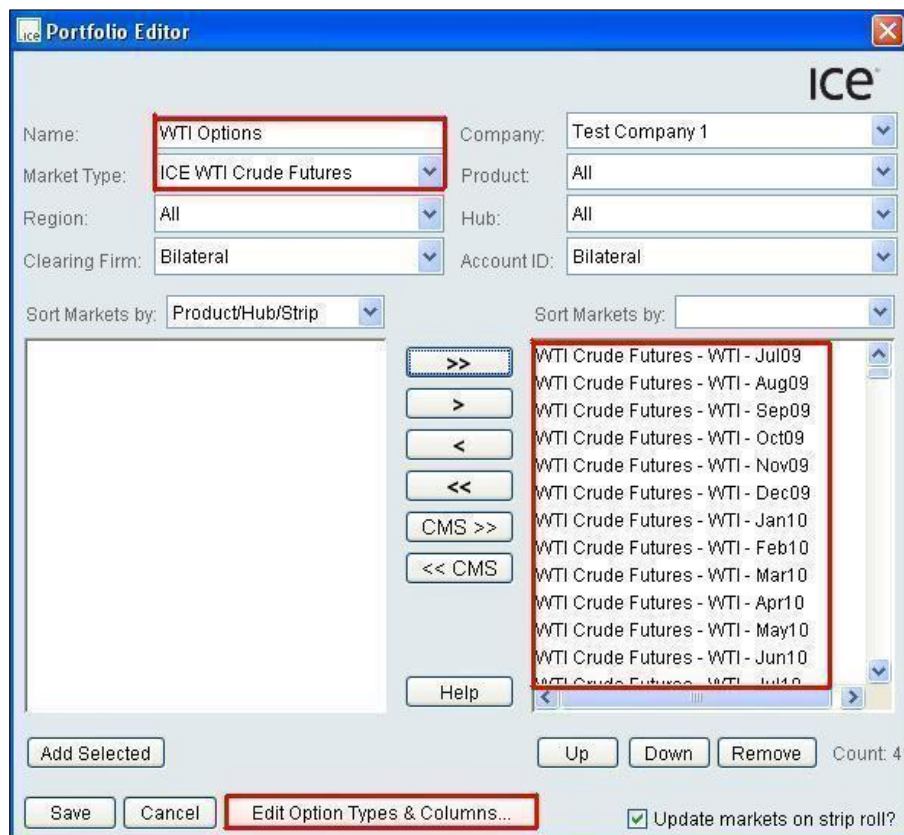 ice Portfolio Editor
ice
Name: WTI Options Company: Test Company 1
Market Type: ICE WTI Crude Futures Product: All
Region: All Hub: All
Clearing Firm: Bilateral Account ID: Bilateral
Sort Markets by: Product/Hub/Strip Sort Markets by:
>>
>
<
<<
CMS >>
<< CMS
Help
WTI Crude Futures - WTI - Jul09
WTI Crude Futures - WTI - Aug09
WTI Crude Futures - WTI - Sep09
WTI Crude Futures - WTI - Oct09
WTI Crude Futures - WTI - Nov09
WTI Crude Futures - WTI - Dec09
WTI Crude Futures - WTI - Jan10
WTI Crude Futures - WTI - Feb10
WTI Crude Futures - WTI - Mar10
WTI Crude Futures - WTI - Apr10
WTI Crude Futures - WTI - May10
WTI Crude Futures - WTI - Jun10
WTI Crude Futures - WTI - Jul10
Add Selected Up Down Remove Count: 4
Save Cancel Edit Option Types & Columns... Update markets on strip roll?